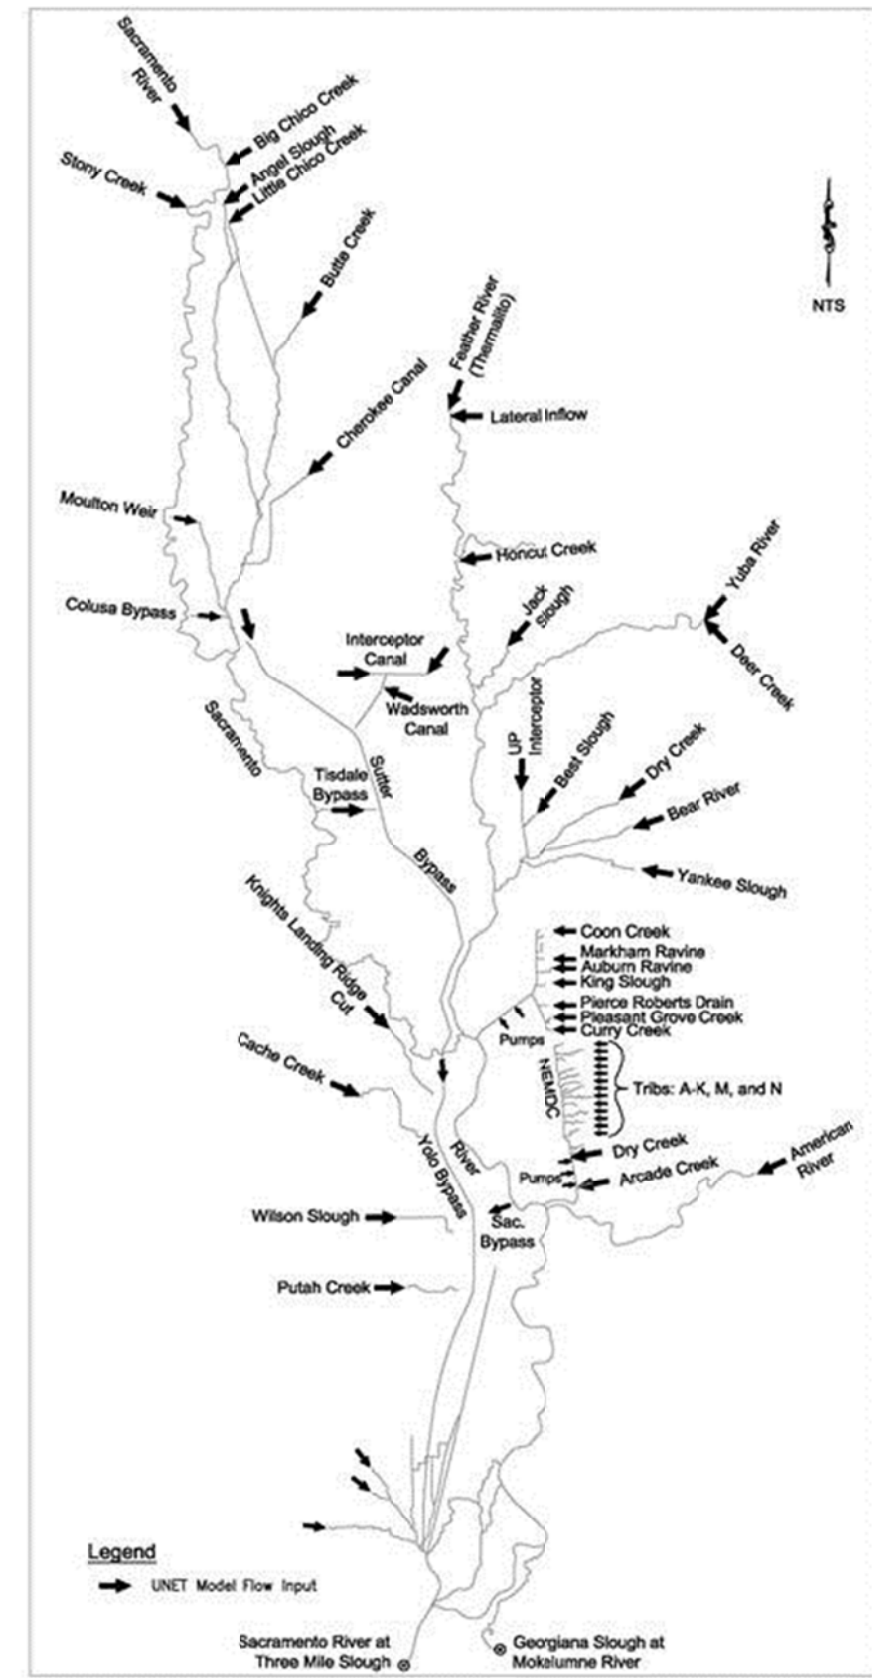 Sacramento
River
Big Chico Creek
Angel Slough
Little Chico Creek
Stony Creek
Butte Creek
NTS
Feather River
(Thermalito)
Lateral Inflow
Cherokee Canal
Moulton Weir
Honcut Creek
Yuba River
Jack
Slough
Colusa Bypass
Interceptor
Canal
Deer Creek
Wadsworth
Canal
Sacramento
UP
Interceptor
Best Slough
Dry Creek
Tisdale
Bypass
Sutter
Bear River
Bypass
Yankee Slough
Knights Landing Ridge
Cut
Coon Creek
Markham Ravine
Auburn Ravine
King Slough
Pierce Roberts Drain
Pleasant Grove Creek
Curry Creek
Pumps
Cache Creek
NEMDC
Tribs: A-K, M, and N
Yolo Bypass
River
Dry Creek
American
River
Pumps
Arcade Creek
Wilson Slough
Sac.
Bypass
Putah Creek
Legend
UNET Model Flow Input
Sacramento River at
Three Mile Slough
Georgiana Slough at
Mokelumne River